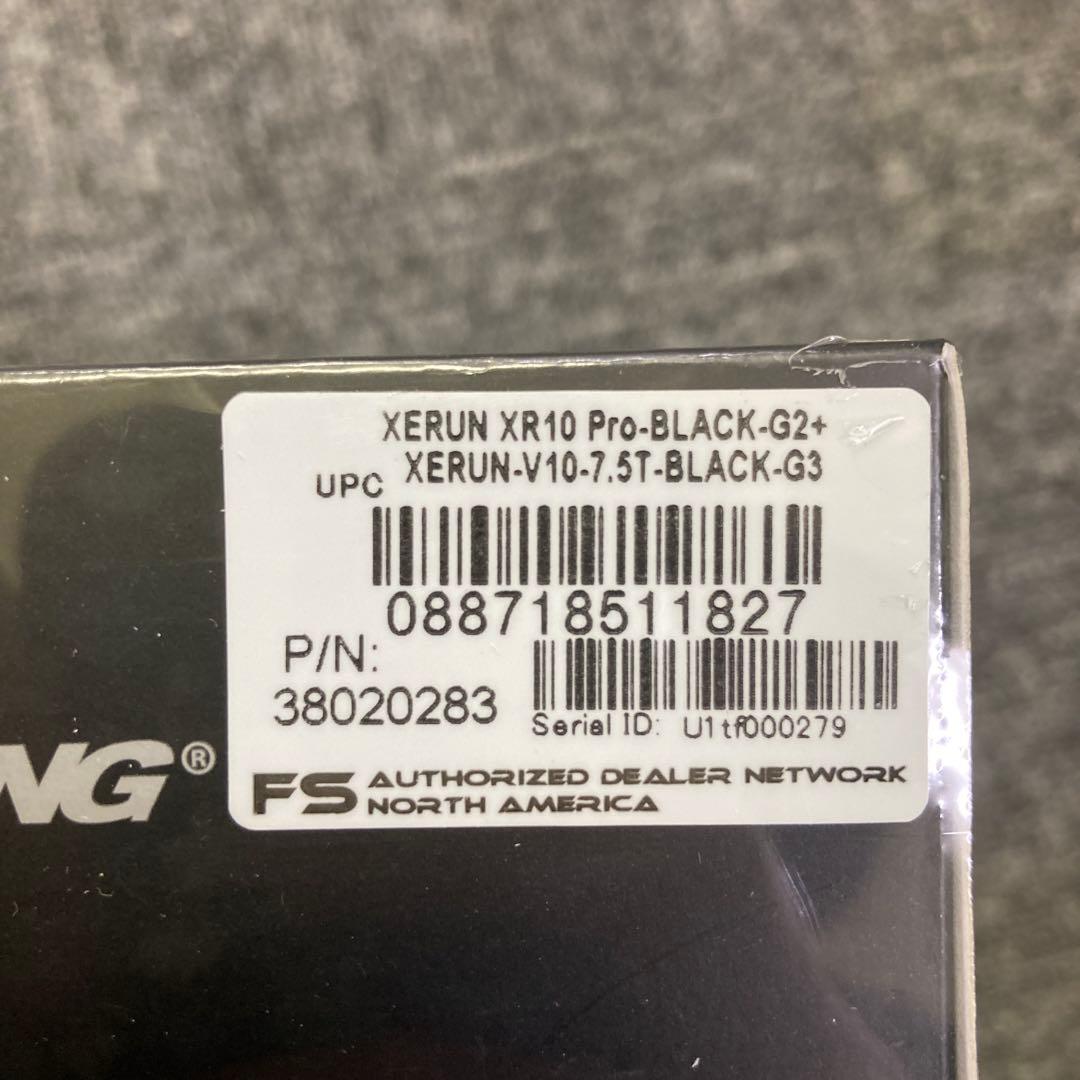 XERUN XR10 Pro-BLACK-G2+
UPC XERUN-V10-7.5T-BLACK-G3
088718511827
P/N:
38020283
Serial ID: U1tf000279
NG®
FS AUTHORIZED DEALER NETWORK
NORTH AMERICA